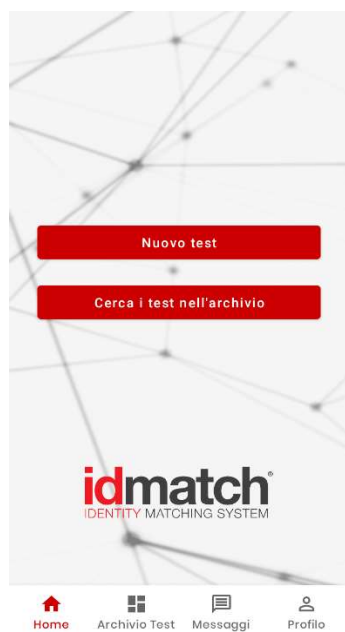 Nuovo test
Cerca i test nell'archivio
idmatch®
IDENTITY MATCHING SYSTEM
Home Archivio Test Messaggi Profilo